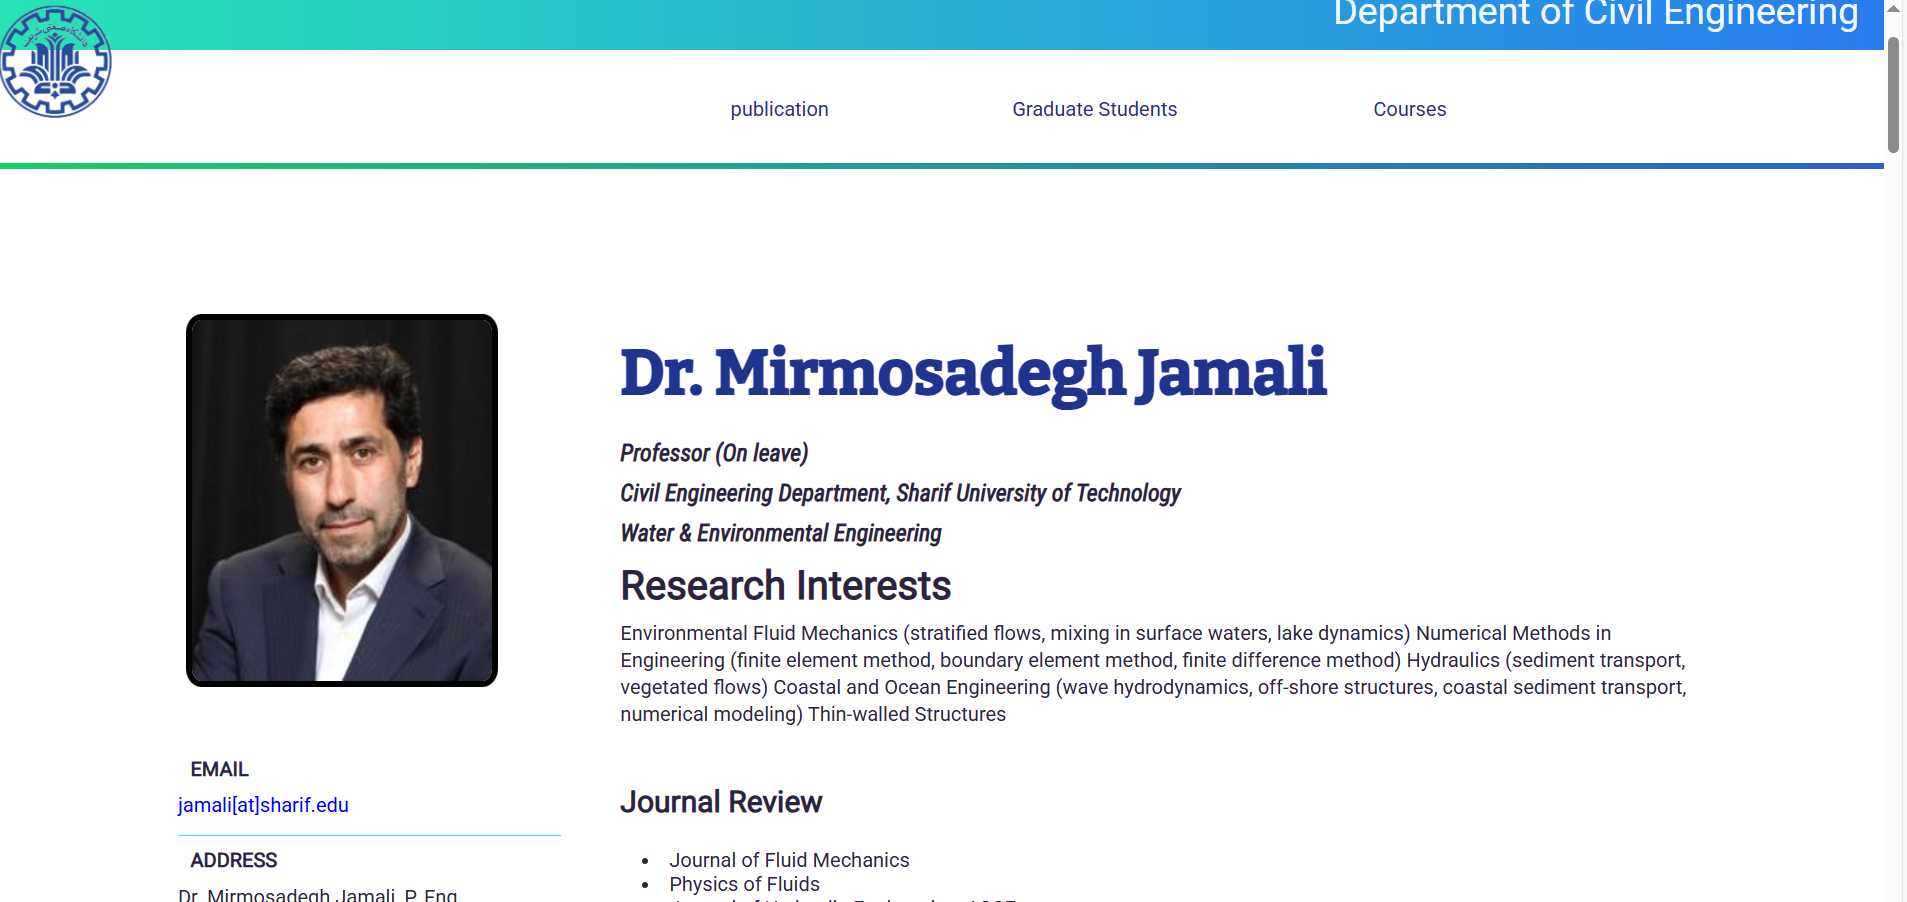 Department of Civil Engineering
دانشگاه صنعتی شریف
publication
Graduate Students
Courses
Dr. Mirmosadegh Jamali
Professor (On leave)
Civil Engineering Department, Sharif University of Technology
Water & Environmental Engineering
Research Interests
Environmental Fluid Mechanics (stratified flows, mixing in surface waters, lake dynamics) Numerical Methods in
Engineering (finite element method, boundary element method, finite difference method) Hydraulics (sediment transport,
vegetated flows) Coastal and Ocean Engineering (wave hydrodynamics, off-shore structures, coastal sediment transport,
numerical modeling) Thin-walled Structures
EMAIL
jamali[at]sharif.edu
ADDRESS
Dr. Mirmosadegh Jamali, P. Eng
Journal Review
Journal of Fluid Mechanics
Physics of Fluids